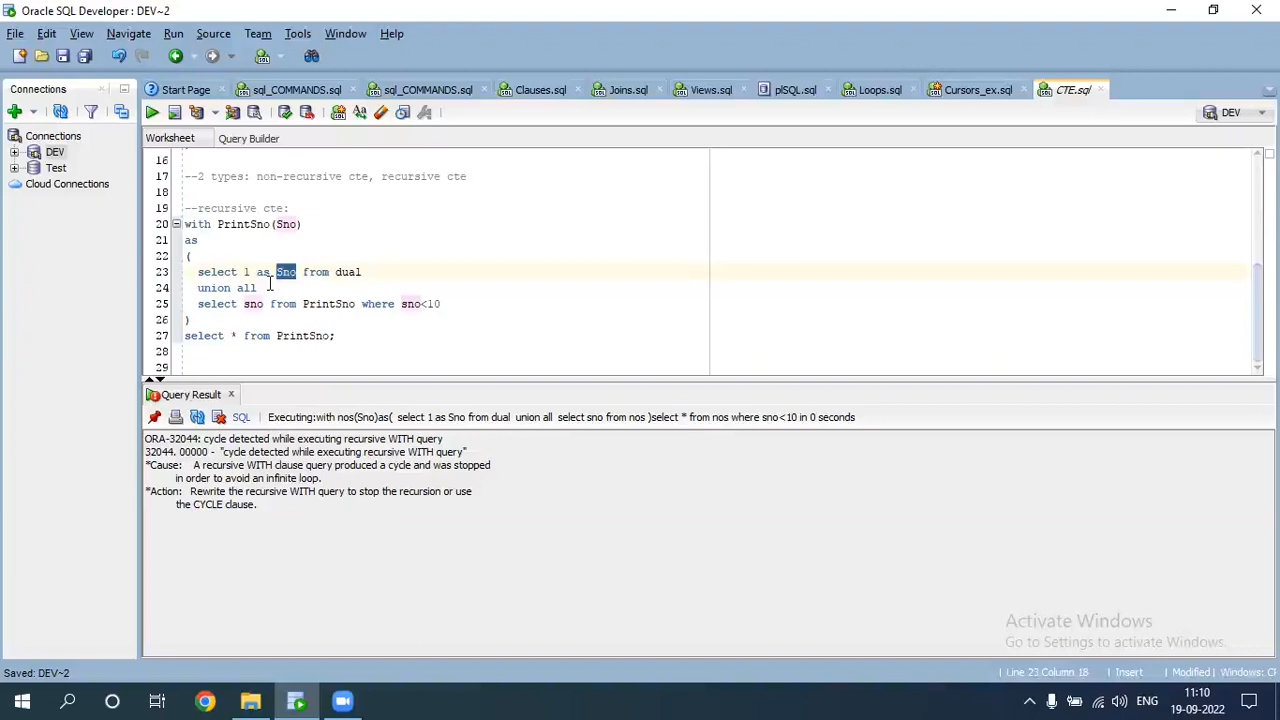 Oracle SQL Developer: DEV~2
File Edit View Navigate Run Source Team Tools Window Help
Connections
Start Page sql_COMMANDS.sql sql_COMMANDS.sql Clauses.sql Joins.sql Views.sql plSQL.sql Loops.sql Cursors_ex.sql CTE.sql
DEV
Worksheet Query Builder
Connections
DEV
Test
Cloud Connections
16
17 --2 types: non-recursive cte, recursive cte
18
19 --recursive cte:
20 with PrintSno(Sno)
21 as
22 (
23 select 1 as Sno from dual
24 union all
25 select sno from PrintSno where sno<10
26 )
27 select * from PrintSno;
28
29
Query Result
SQL Executing:with nos(Sno)as( select 1 as Sno from dual union all select sno from nos )select * from nos where sno<10 in 0 seconds
ORA-32044: cycle detected while executing recursive WITH query
32044. 00000 - "cycle detected while executing recursive WITH query"
*Cause: A recursive WITH clause query produced a cycle and was stopped
in order to avoid an infinite loop.
*Action: Rewrite the recursive WITH query to stop the recursion or use
the CYCLE clause.
Activate Windows
Go to Settings to activate Windows.
Saved: DEV~2
Line 23 Column 18 Insert Modified Windows: C
ENG
11:10
19-09-2022